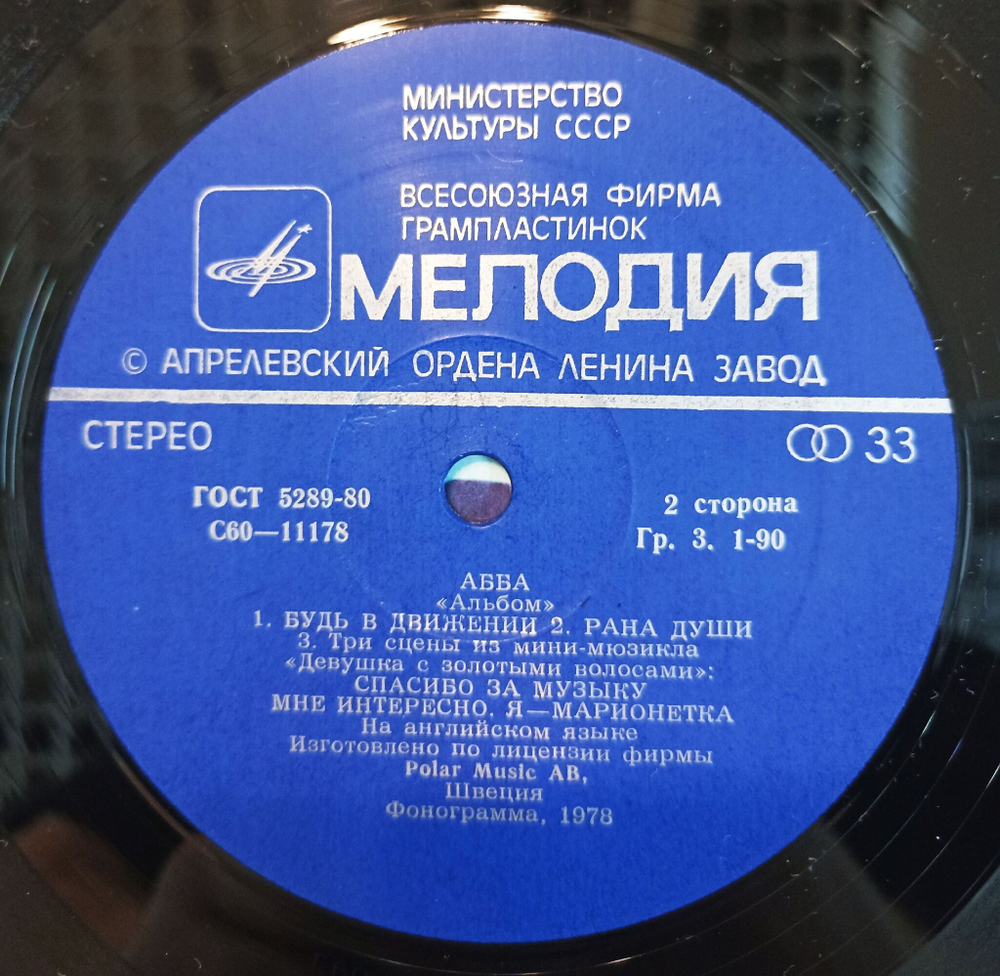 МИНИСТЕРСТВО
КУЛЬТУРЫ СССР
ВСЕСОЮЗНАЯ ФИРМА
ГРАМПЛАСТИНОК
МЕЛОДИЯ
© АПРЕЛЕВСКИЙ ОРДЕНА ЛЕНИНА ЗАВОД
СТЕРЕО
33
ГОСТ 5289-80
С60—11178
2 сторона
Гр. 3. 1-90
АББА
«Альбом»
1. БУДЬ В ДВИЖЕНИИ 2. РАНА ДУШИ
3. Три сцены из мини-мюзикла
«Девушка с золотыми волосами»:
СПАСИБО ЗА МУЗЫКУ
МНЕ ИНТЕРЕСНО. Я—МАРИОНЕТКА
На английском языке
Изготовлено по лицензии фирмы
Polar Music AB,
Швеция
Фонограмма, 1978